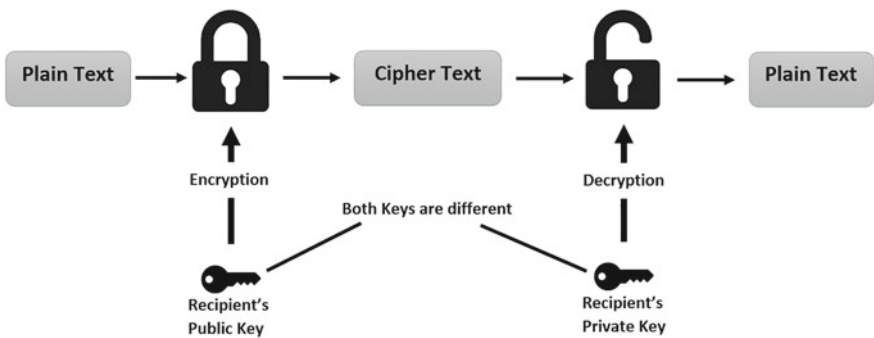 Plain Text
Cipher Text
Plain Text
Encryption
Decryption
Both Keys are different
Recipient's
Public Key
Recipient's
Private Key